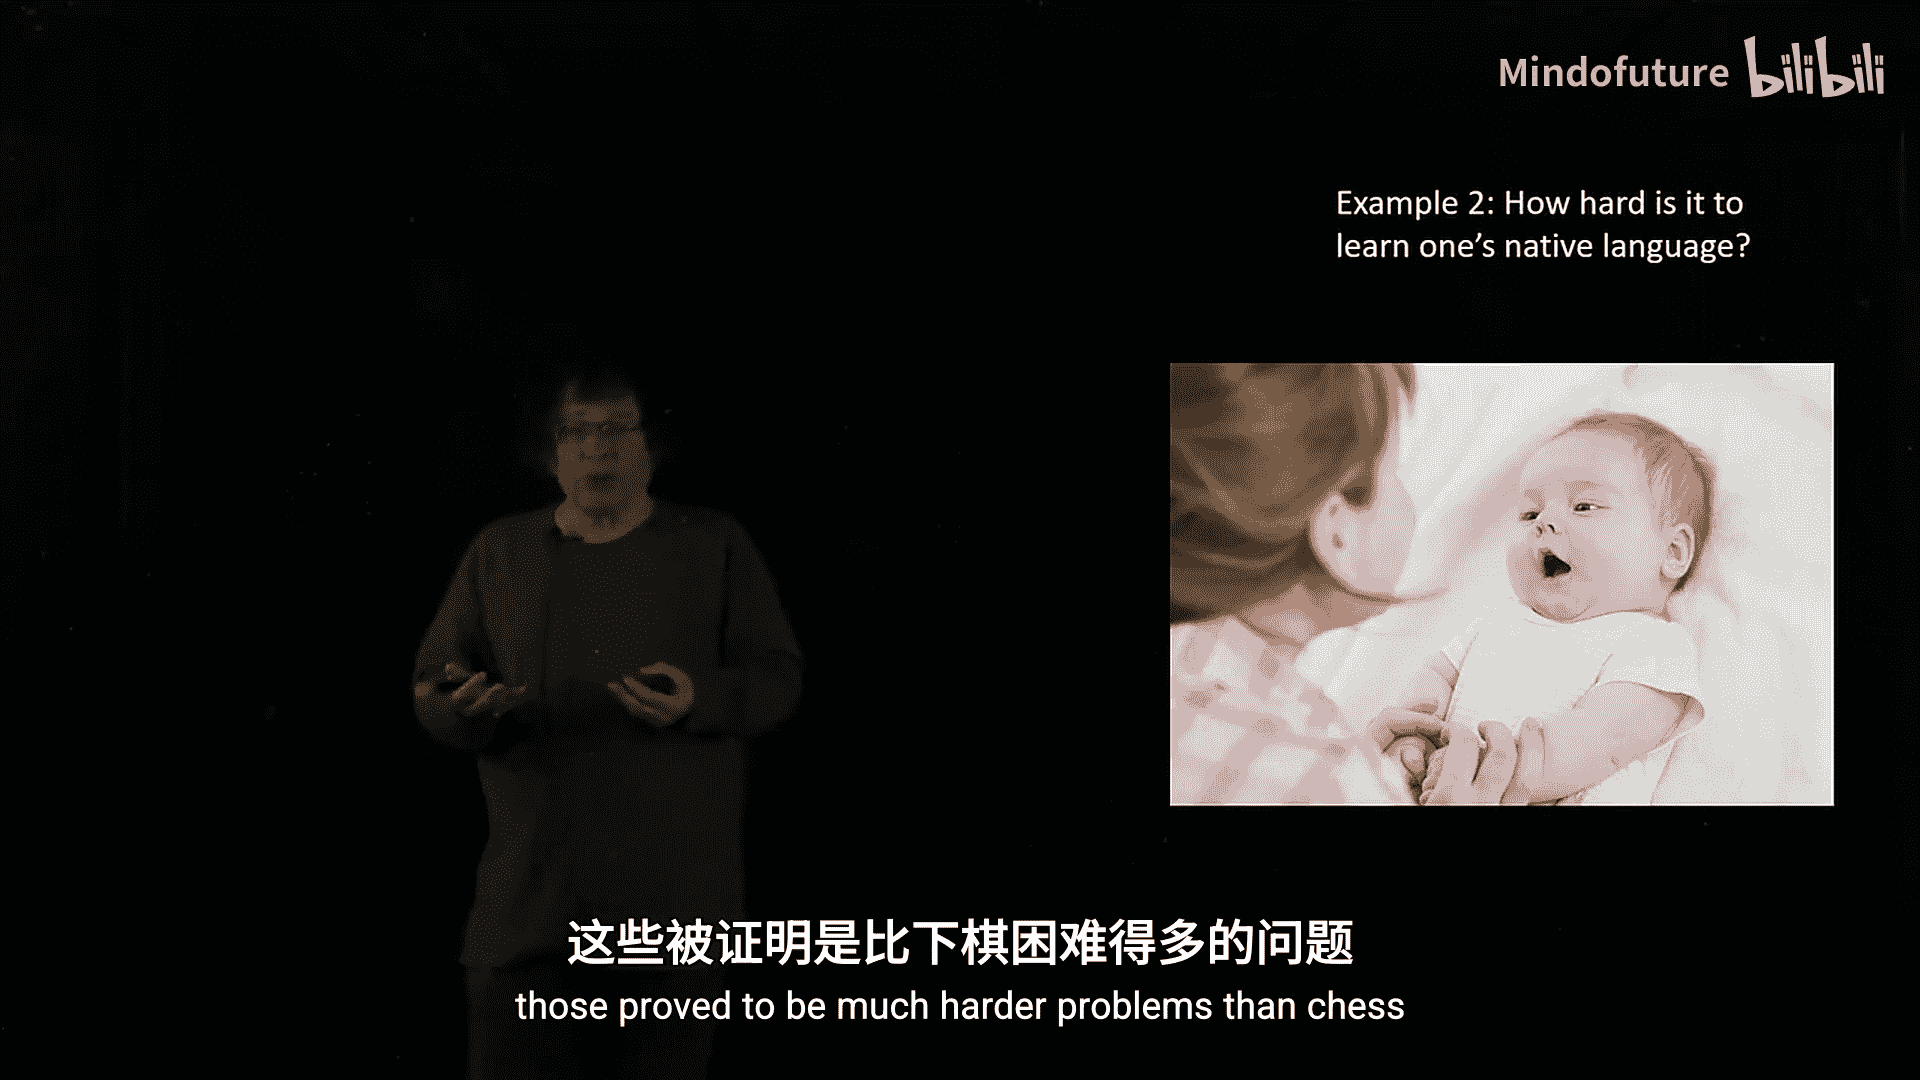 Mindofuture bilibili
Example 2: How hard is it to
learn one’s native language?
这些被证明是比下棋困难得多的问题
those proved to be much harder problems than chess